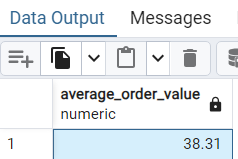 Data Output Messages
average_order_value
numeric
1 38.31